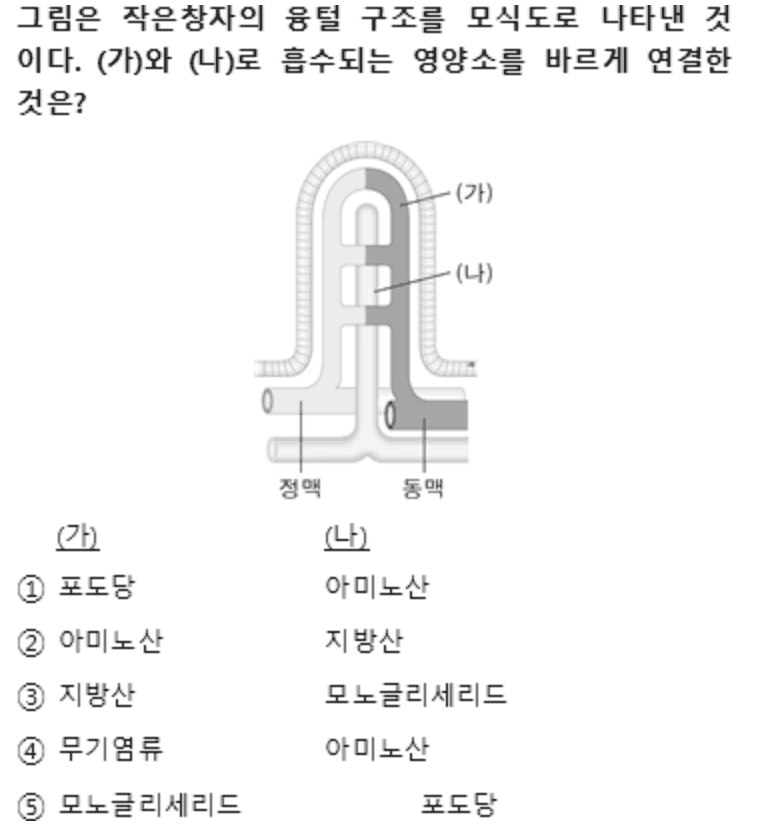 그림은 작은창자의 융털 구조를 모식도로 나타낸 것
이다. (가)와 (나)로 흡수되는 영양소를 바르게 연결한
것은?
(가)
(나)
정맥
동맥
(가) (나)
① 포도당 아미노산
② 아미노산 지방산
③ 지방산 모노글리세리드
④ 무기염류 아미노산
⑤ 모노글리세리드 포도당